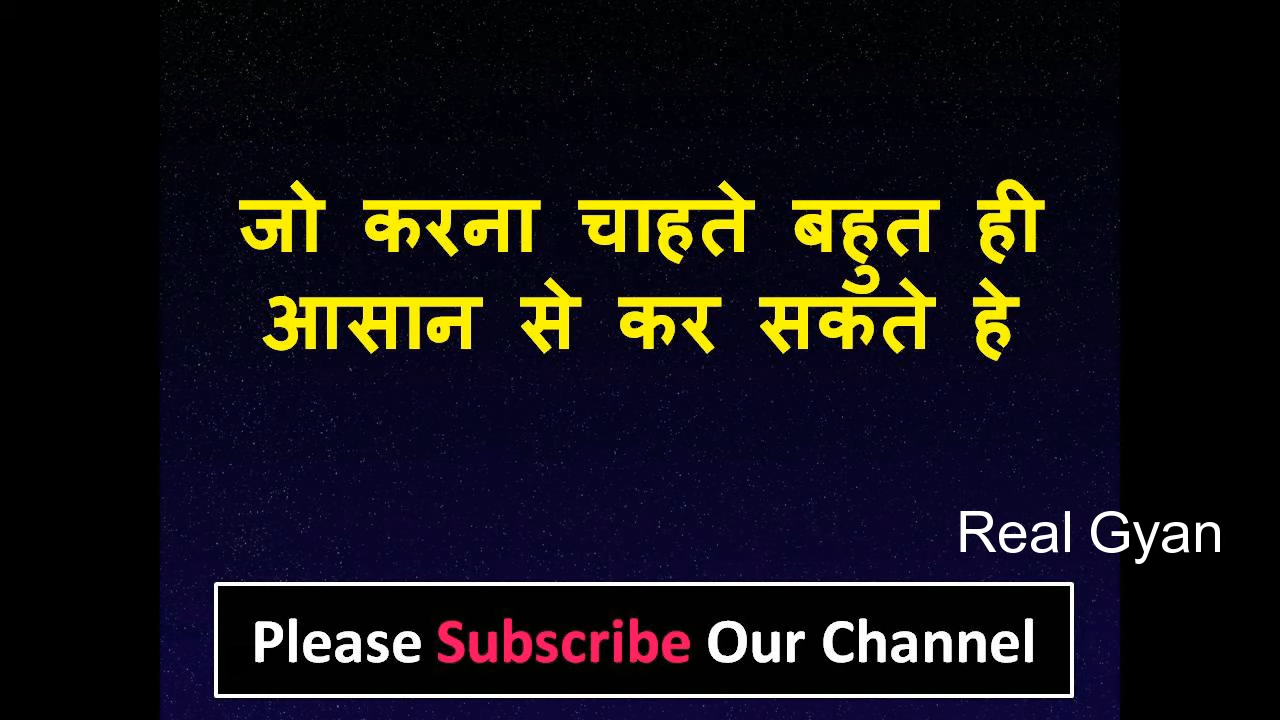 जो करना चाहते बहुत ही
आसान से कर सकते हे
Real Gyan
Please Subscribe Our Channel